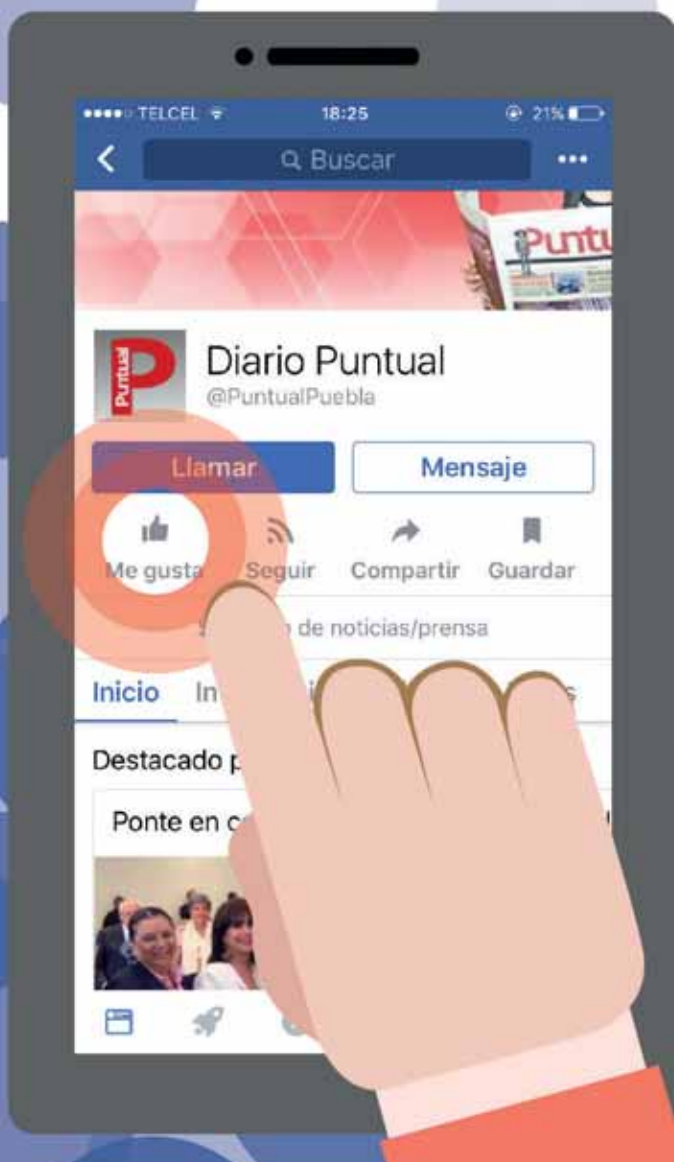 TELCEL 18:25 21%
Buscar
Puntu
Puntual P
Diario Puntual
@PuntualPuebla
Llamar Mensaje
Me gusta Seguir Compartir Guardar
de noticias/prensa
Inicio In
Destacado p
Ponte en c